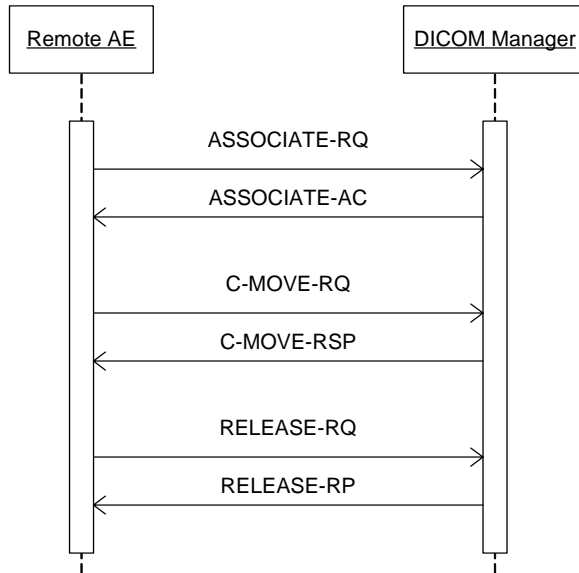 Remote AE
DICOM Manager
ASSOCIATE-RQ
ASSOCIATE-AC
C-MOVE-RQ
C-MOVE-RSP
RELEASE-RQ
RELEASE-RP